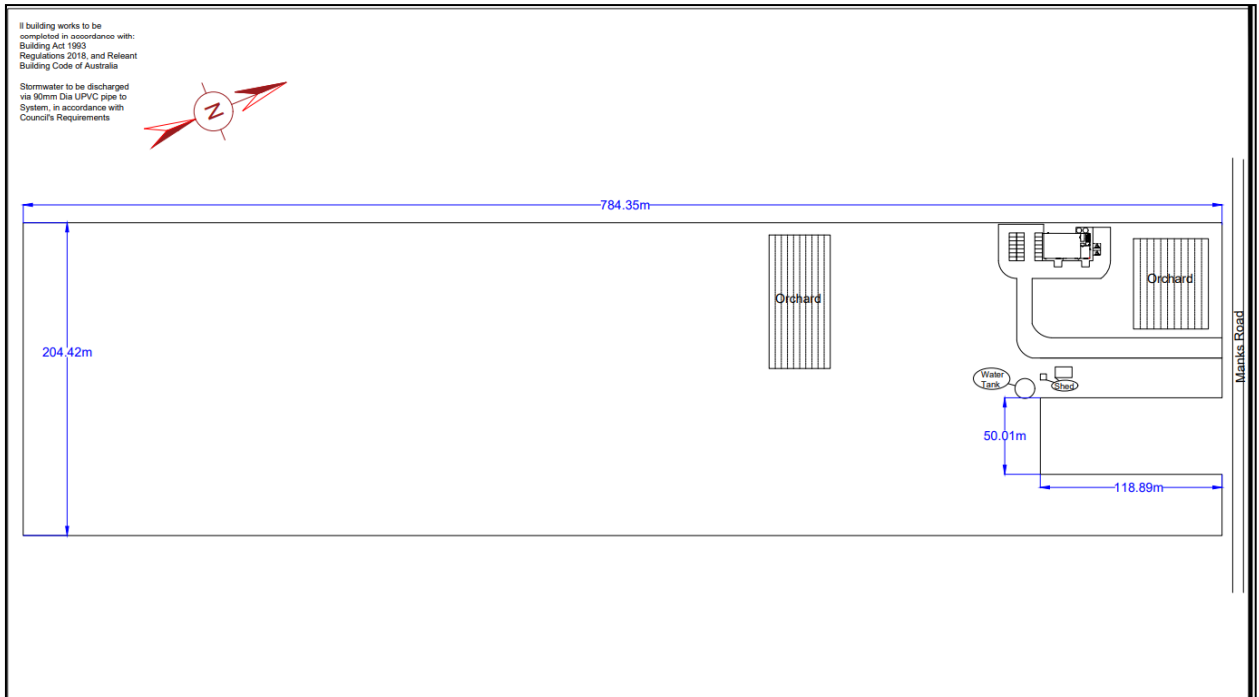 ll building works to be
completed in accordance with:
Building Act 1993
Regulations 2018, and Releant
Building Code of Australia
Stormwater to be discharged
via 90mm Dia UPVC pipe to
System, in accordance with
Council's Requirements
N
784.35m
204.42m
Orchard
Orchard
Manks Road
Water
Tank
Shed
50.01m
118.89m